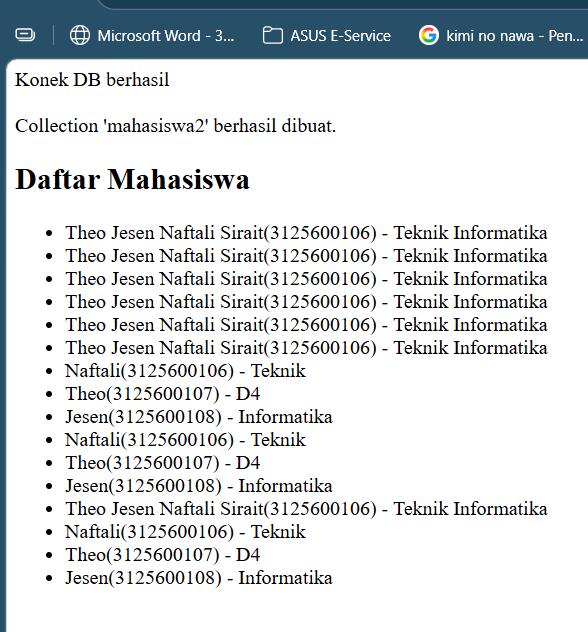 Microsoft Word - 3... ASUS E-Service kimi no nawa - Pen...
Konek DB berhasil
Collection 'mahasiswa2' berhasil dibuat.
Daftar Mahasiswa
Theo Jesen Naftali Sirait(3125600106) - Teknik Informatika
Theo Jesen Naftali Sirait(3125600106) - Teknik Informatika
Theo Jesen Naftali Sirait(3125600106) - Teknik Informatika
Theo Jesen Naftali Sirait(3125600106) - Teknik Informatika
Theo Jesen Naftali Sirait(3125600106) - Teknik Informatika
Theo Jesen Naftali Sirait(3125600106) - Teknik Informatika
Naftali(3125600106) - Teknik
Theo(3125600107) - D4
Jesen(3125600108) - Informatika
Naftali(3125600106) - Teknik
Theo(3125600107) - D4
Jesen(3125600108) - Informatika
Theo Jesen Naftali Sirait(3125600106) - Teknik Informatika
Naftali(3125600106) - Teknik
Theo(3125600107) - D4
Jesen(3125600108) - Informatika